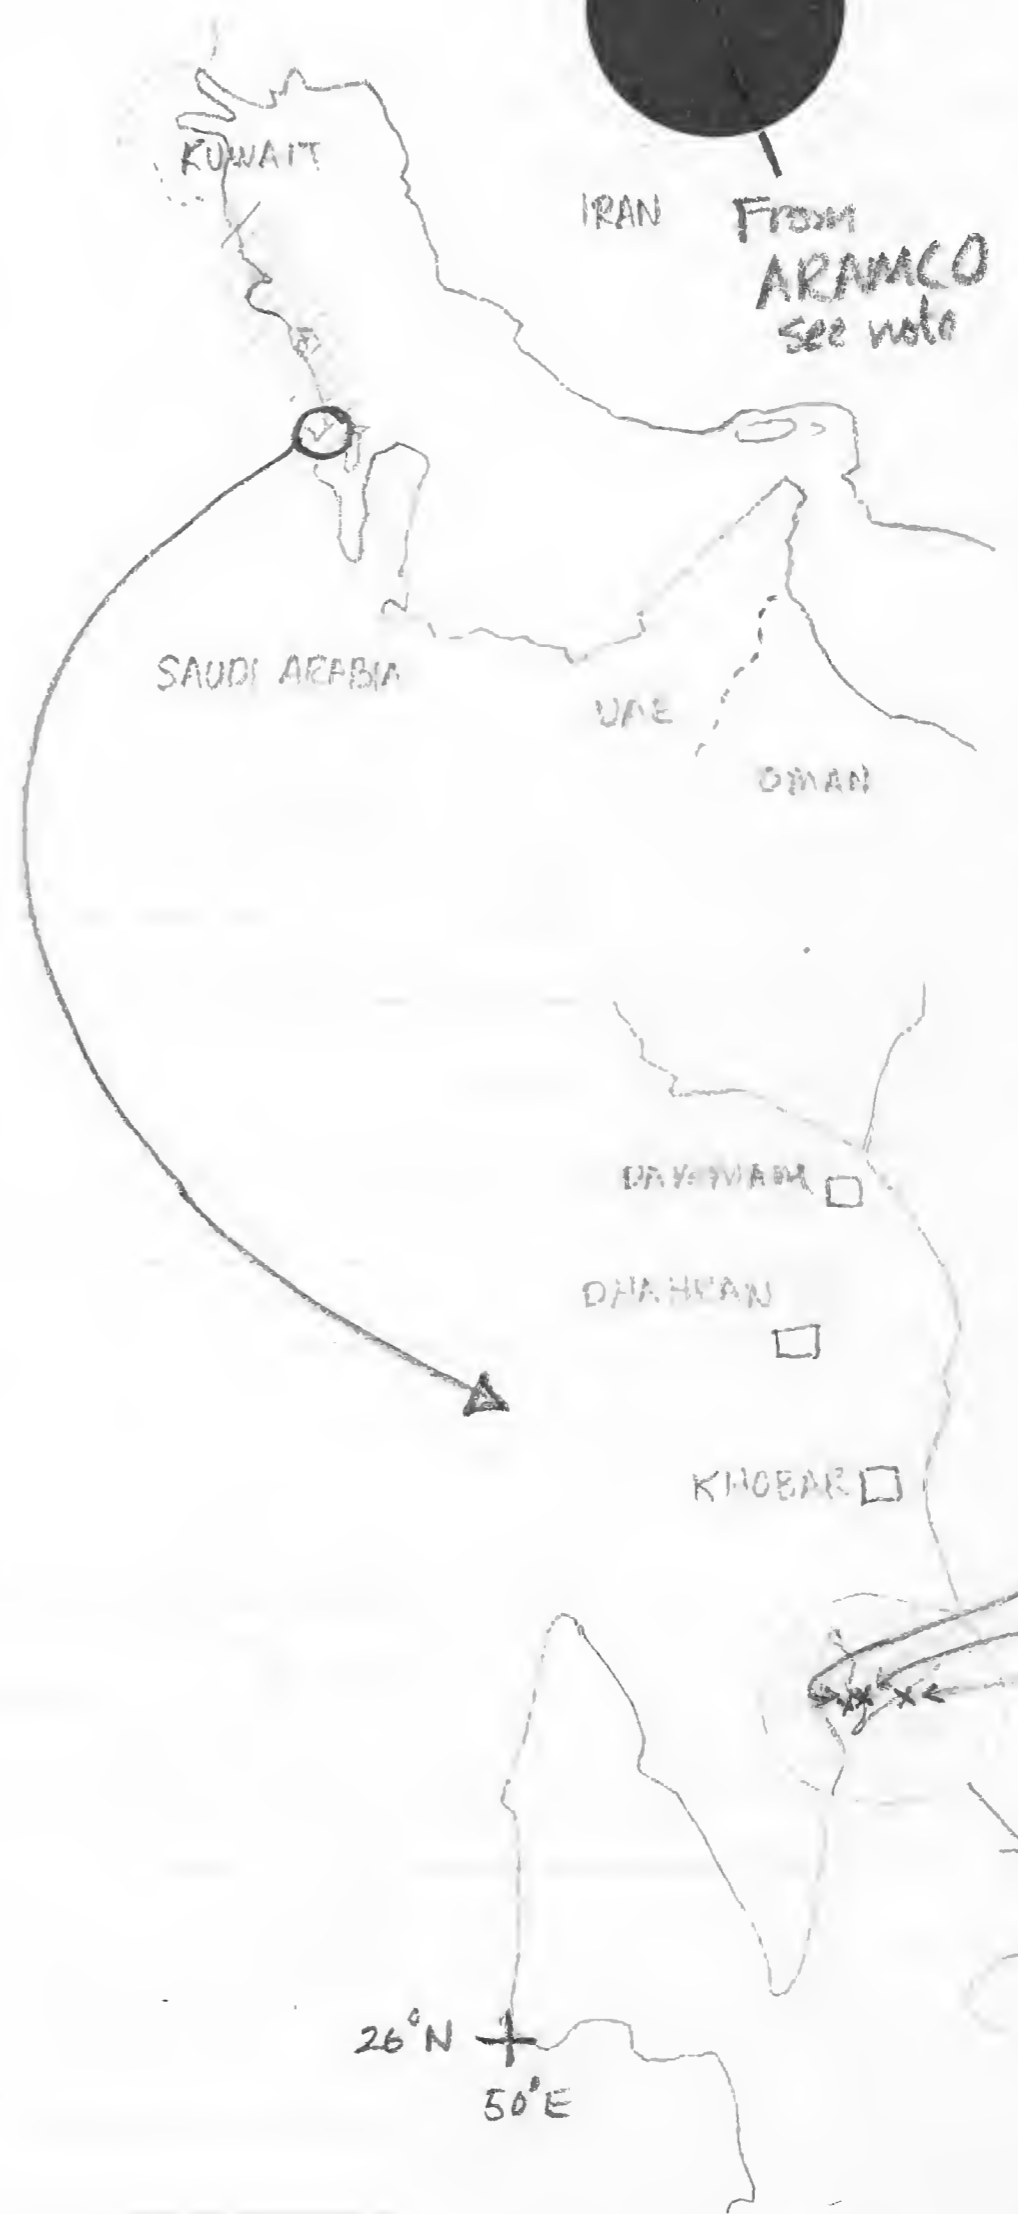 KUWAIT
IRAN
From
ARAMCO
see note
SAUDI ARABIA
UAE
OMAN
DAMMAM
DHAHRAN
KHOBAR
26°N
50°E